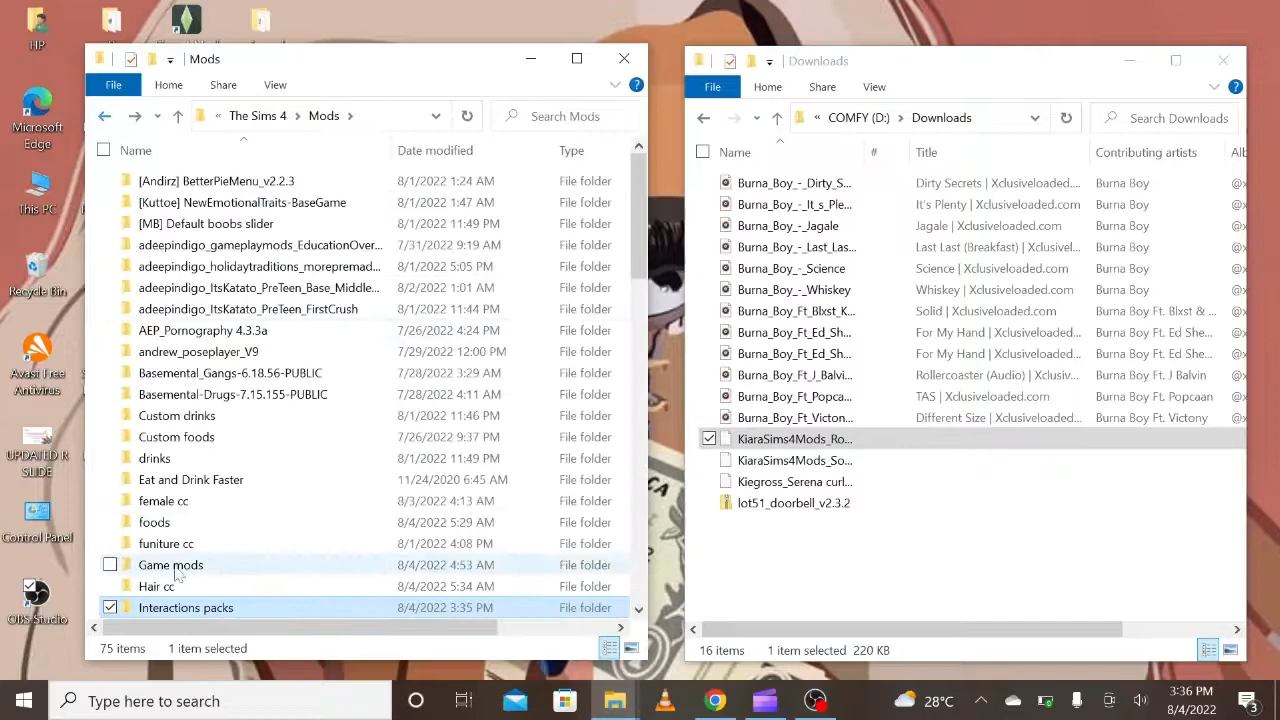 HP
Microsoft
Edge
This PC
Recycle Bin
Avast Free
Antivirus
UPDATED R
SLIDE
Control Panel
OBS Studio
Mods
File
Home
Share
View
The Sims 4
Mods
Search Mods
Name
Date modified
Type
[Andirz] BetterPieMenu_v2.2.3 8/1/2022 1:24 AM File folder
[Kuttoe] NewEmotionalTraits-BaseGame 8/1/2022 1:47 AM File folder
[MB] Default boobs slider 8/1/2022 11:49 PM File folder
adeepindigo_gameplaymods_EducationOver... 7/31/2022 9:19 AM File folder
adeepindigo_holidaytraditions_morepremad... 8/1/2022 5:05 PM File folder
adeepindigo_ItsKatato_PreTeen_Base_Middle... 8/2/2022 1:01 AM File folder
adeepindigo_ItsKatato_PreTeen_FirstCrush 8/1/2022 11:44 PM File folder
AEP_Pornography 4.3.3a 7/26/2022 4:24 PM File folder
andrew_poseplayer_V9 7/29/2022 12:00 PM File folder
Basemental_Gangs-6.18.56-PUBLIC 7/28/2022 3:29 AM File folder
Basemental-Drugs-7.15.155-PUBLIC 7/28/2022 4:11 AM File folder
Custom drinks 8/1/2022 11:46 PM File folder
Custom foods 7/26/2022 9:37 PM File folder
drinks 8/1/2022 11:49 PM File folder
Eat and Drink Faster 11/24/2020 6:45 AM File folder
female cc 8/3/2022 4:13 AM File folder
foods 8/4/2022 5:29 AM File folder
funiture cc 8/1/2022 4:08 PM File folder
Game mods 8/4/2022 4:53 AM File folder
Hair cc 8/4/2022 5:34 AM File folder
Interactions packs 8/4/2022 3:35 PM File folder
75 items 1 item selected
Downloads
File
Home
Share
View
COMFY (D:)
Downloads
Search Downloads
Name
#
Title
Contributing artists
Alb
Burna_Boy_-_Dirty_S... Dirty Secrets | Xclusiveloaded.... Burna Boy @x
Burna_Boy_-_It_s_Ple... It's Plenty | Xclusiveloaded.com Burna Boy @x
Burna_Boy_-_Jagale Jagale | Xclusiveloaded.com Burna Boy @x
Burna_Boy_-_Last_Las... Last Last (Breakfast) | Xclusivel... Burna Boy @x
Burna_Boy_-_Science Science | Xclusiveloaded.com Burna Boy @x
Burna_Boy_-_Whiskey Whiskey | Xclusiveloaded.com Burna Boy @x
Burna_Boy_Ft_Blxst_K... Solid | Xclusiveloaded.com Burna Boy Ft. Blxst & ... @x
Burna_Boy_Ft_Ed_Sh... For My Hand | Xclusiveloaded.... Burna Boy Ft. Ed She... @x
Burna_Boy_Ft_Ed_Sh... For My Hand | Xclusiveloaded.... Burna Boy Ft. Ed She... @x
Burna_Boy_Ft_J_Balvi... Rollercoaster (Audio) | Xclusiv... Burna Boy Ft. J Balvin @x
Burna_Boy_Ft_Popca... TAS | Xclusiveloaded.com Burna Boy Ft. Popcaan @x
Burna_Boy_Ft_Victon... Different Size | Xclusiveloaded... Burna Boy Ft. Victony @x
KiaraSims4Mods_Ro...
KiaraSims4Mods_So...
Kiegross_Serena curl...
lot51_doorbell_v2.3.2
16 items 1 item selected 220 KB
Type here to search
28°C
3:36 PM
8/4/2022
3